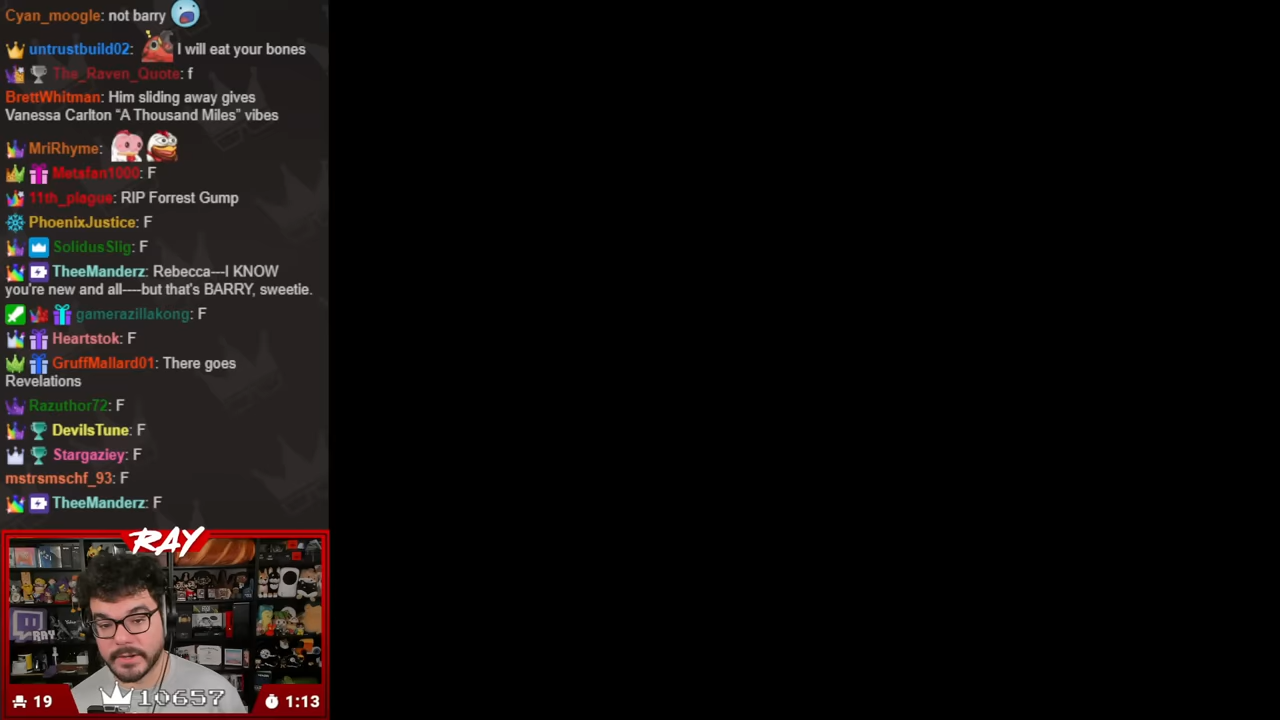 Cyan_moogle: not barry
untrustbuild02: I will eat your bones
The_Raven_Quote: f
BrettWhitman: Him sliding away gives
Vanessa Carlton “A Thousand Miles” vibes
MriRhyme:
Metsfan1000: F
11th_plague: RIP Forrest Gump
PhoenixJustice: F
SolidusSlig: F
TheeManderz: Rebecca---I KNOW
you're new and all----but that's BARRY, sweetie.
gamerazillakong: F
Heartstok: F
GruffMallard01: There goes
Revelations
Razuthor72: F
DevilsTune: F
Stargaziey: F
mstrsmschf_93: F
TheeManderz: F
RAY
RAY
19
10657
1:13